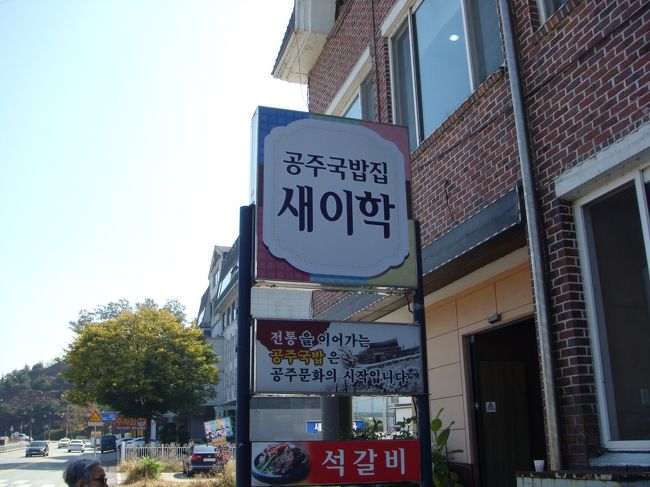 공주국밥집
새이학
전통을 이어가는
공주국밥은
공주문화의 시작입니다
석갈비